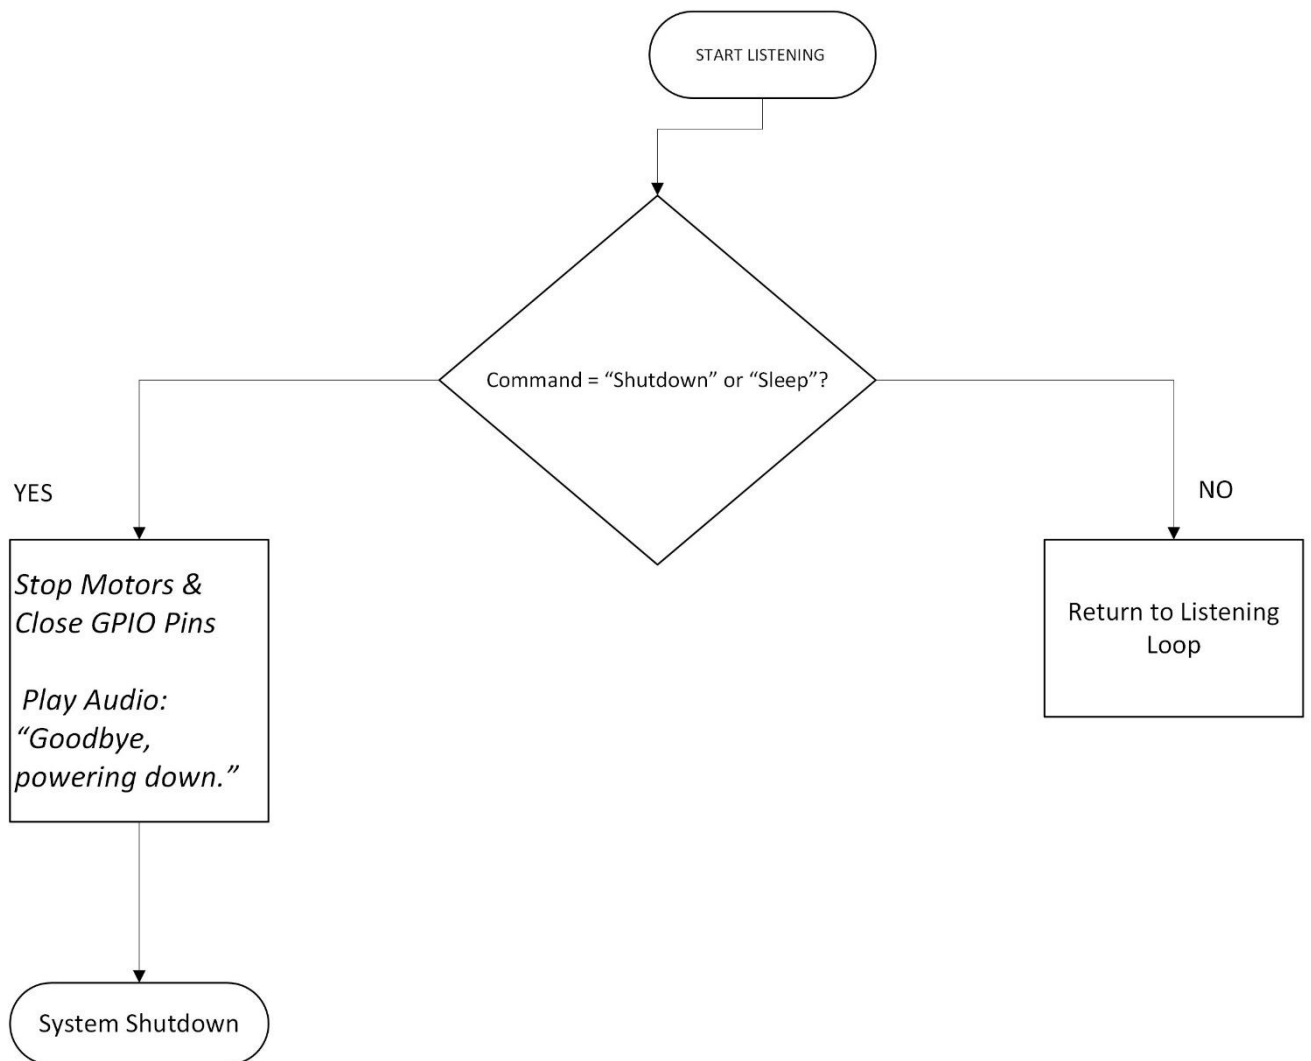 START LISTENING
Command = “Shutdown” or “Sleep”?
YES
NO
Stop Motors &
Close GPIO Pins
Play Audio:
“Goodbye,
powering down.”
Return to Listening
Loop
System Shutdown